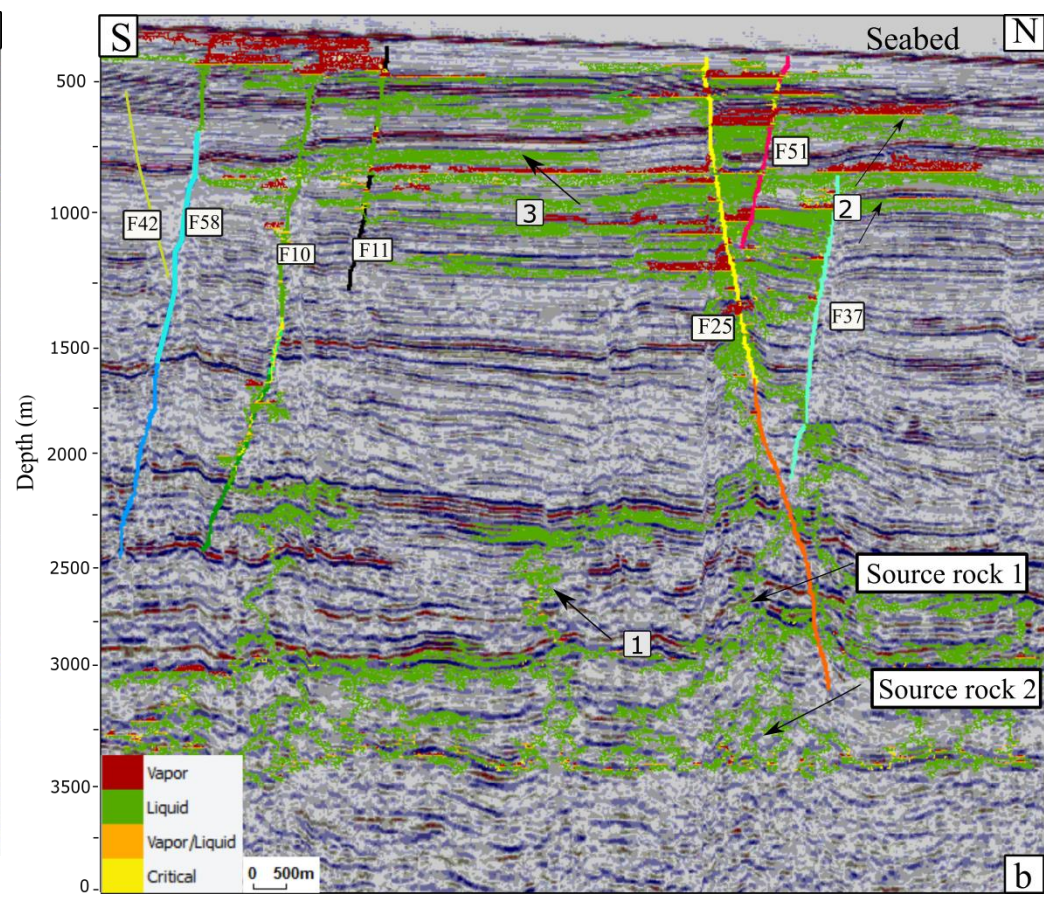 S
N
Seabed
500
F51
F42
F58
2
1000
3
F10
F11
F25
F37
1500
Depth (m)
2000
2500
Source rock 1
1
3000
Source rock 2
3500
Vapor
Liquid
Vapor/Liquid
Critical
0 500m
0
b